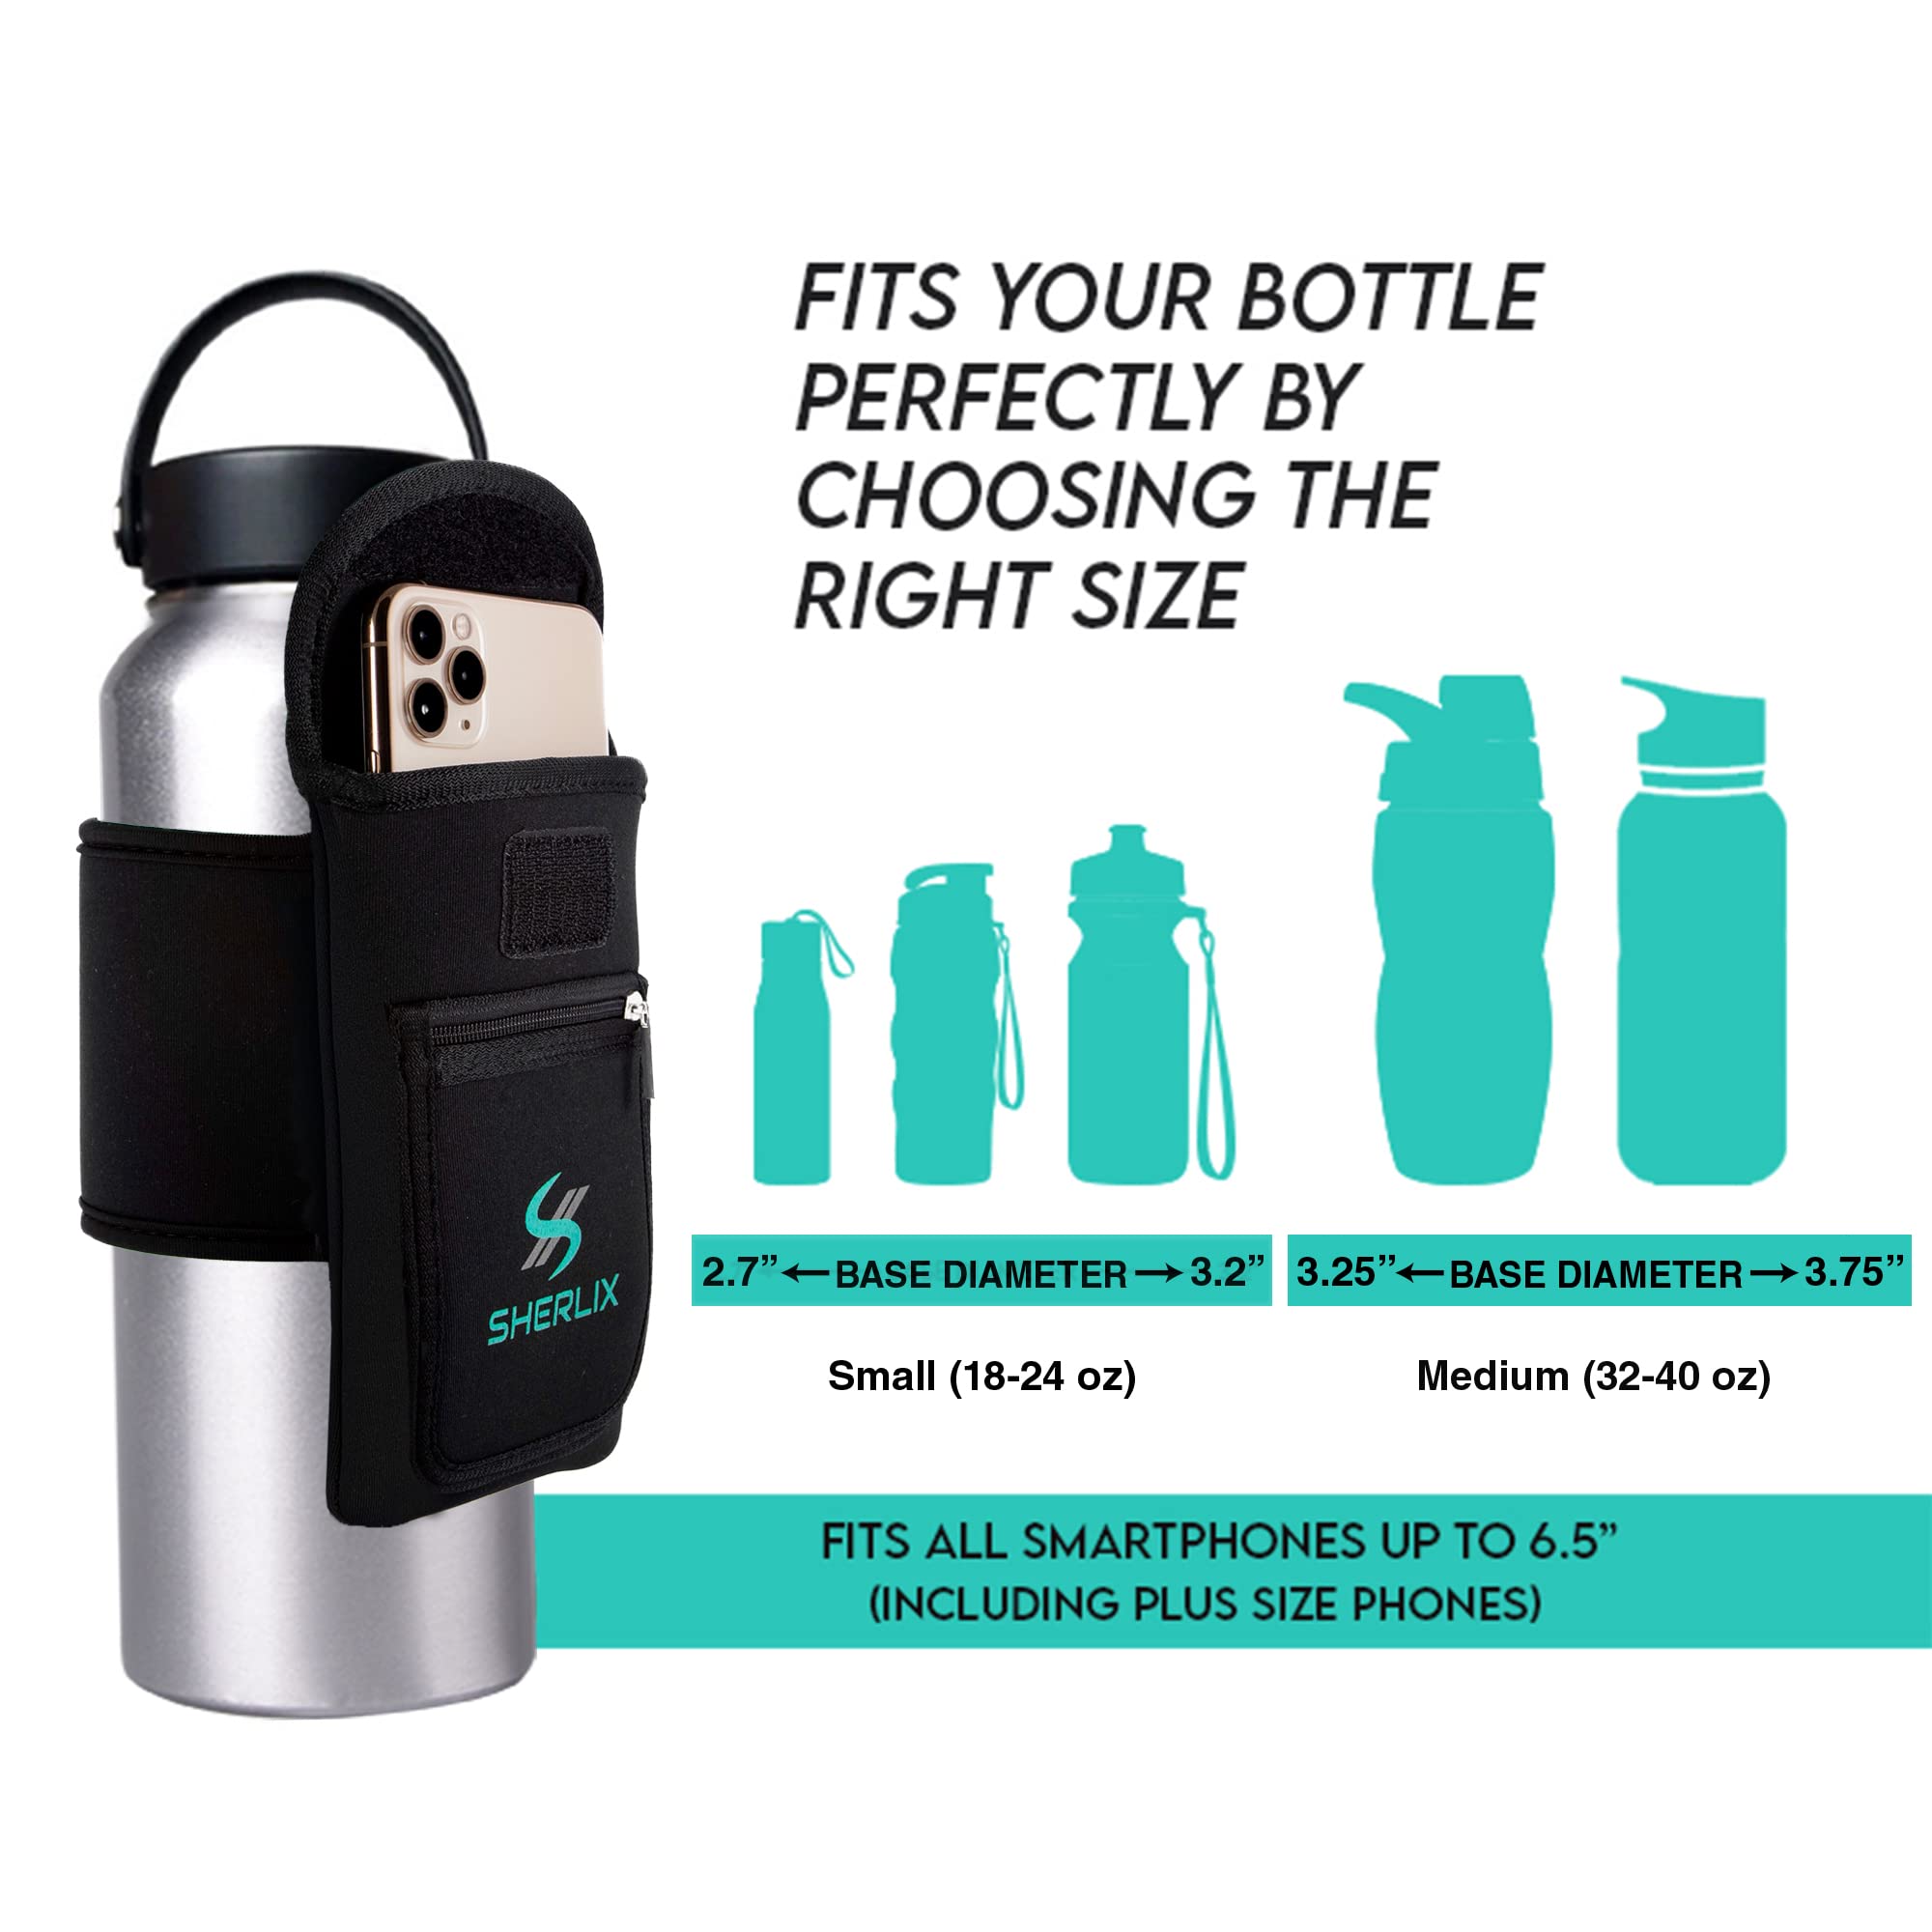 FITS YOUR BOTTLE
PERFECTLY BY
CHOOSING THE
RIGHT SIZE
2.7” ← BASE DIAMETER → 3.2”
3.25” ← BASE DIAMETER → 3.75”
Small (18-24 oz)
Medium (32-40 oz)
SHERLIX
FITS ALL SMARTPHONES UP TO 6.5”
(INCLUDING PLUS SIZE PHONES)